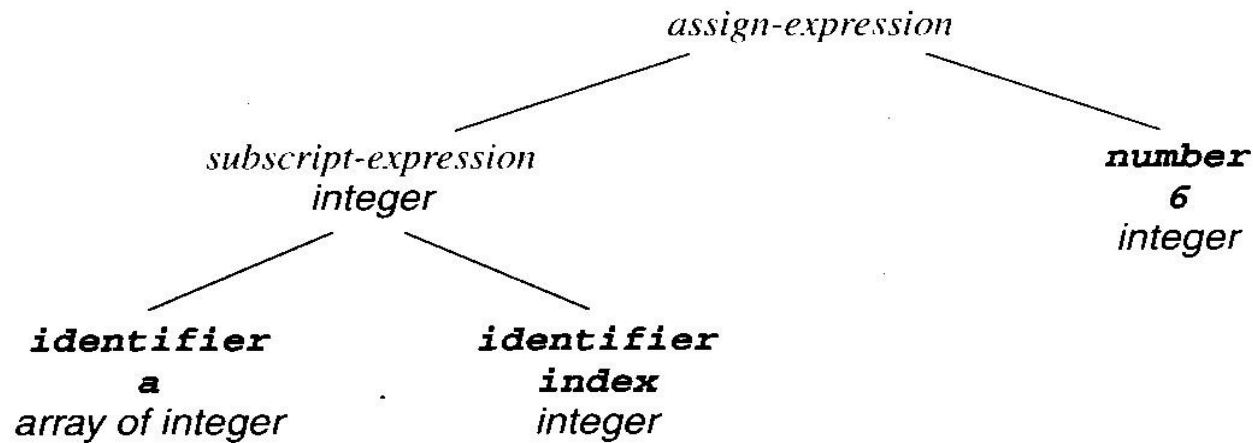 assign-expression
subscript-expression
integer
number
6
integer
identifier
a
array of integer
identifier
index
integer